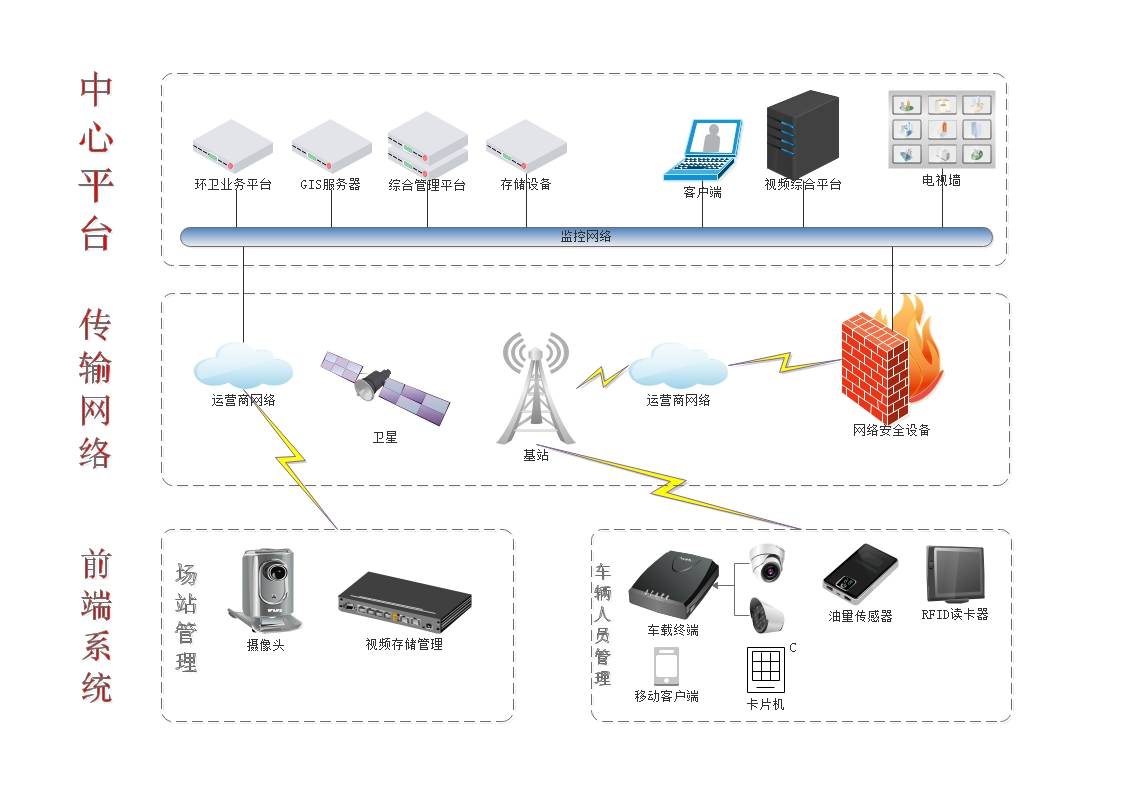 中心平台
环卫业务平台
GIS服务器
综合管理平台
存储设备
客户端
视频综合平台
电视墙
监控网络
传输网络
运营商网络
卫星
基站
运营商网络
网络安全设备
前端系统
场站管理
摄像头
视频存储管理
车辆人员管理
车载终端
油量传感器
RFID读卡器
移动客户端
C
卡片机